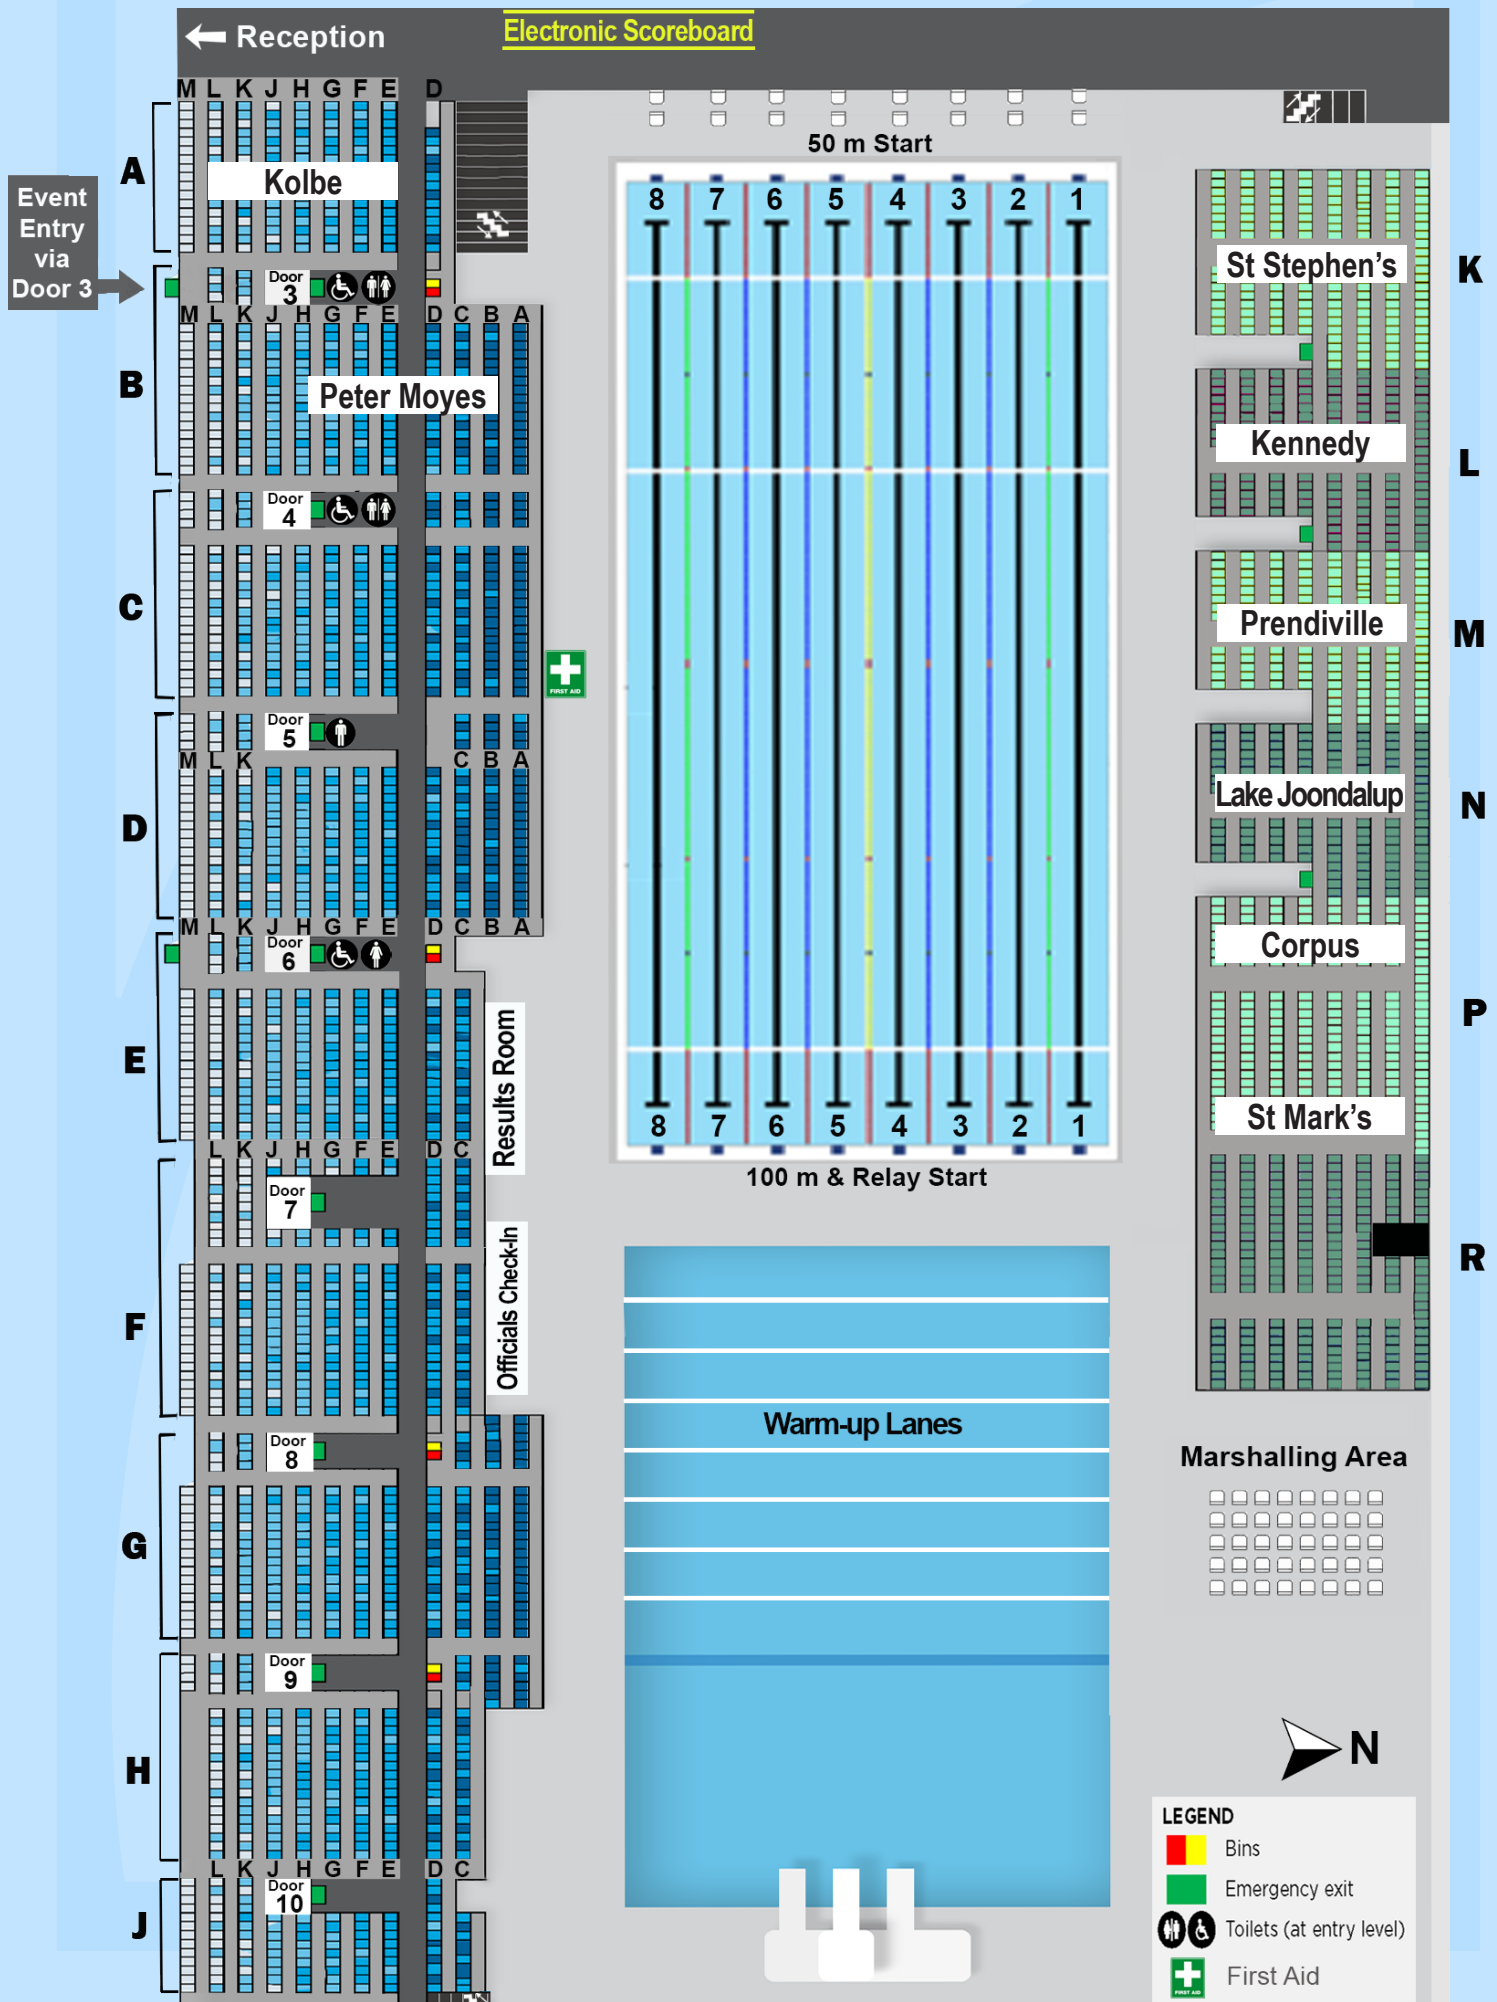 Reception
Electronic Scoreboard
M L K J H G F E D
A
Kolbe
Event
Entry
via
Door 3
Door
3
M L K J H G F E D C B A
B
Peter Moyes
Door
4
C
FIRST AID
Door
5
M L K C B A
D
M L K J H G F E D C B A
Door
6
E
Results Room
L K J H G F E D C
Door
7
Officials Check-In
F
Door
8
G
Door
9
H
L K J H G F E D C
Door
10
J
50 m Start
8 7 6 5 4 3 2 1
8 7 6 5 4 3 2 1
100 m & Relay Start
Warm-up Lanes
St Stephen's
K
Kennedy
L
Prendiville
M
Lake Joondalup
N
Corpus
P
St Mark's
R
Marshalling Area
N
LEGEND
Bins
Emergency exit
Toilets (at entry level)
FIRST AID
First Aid